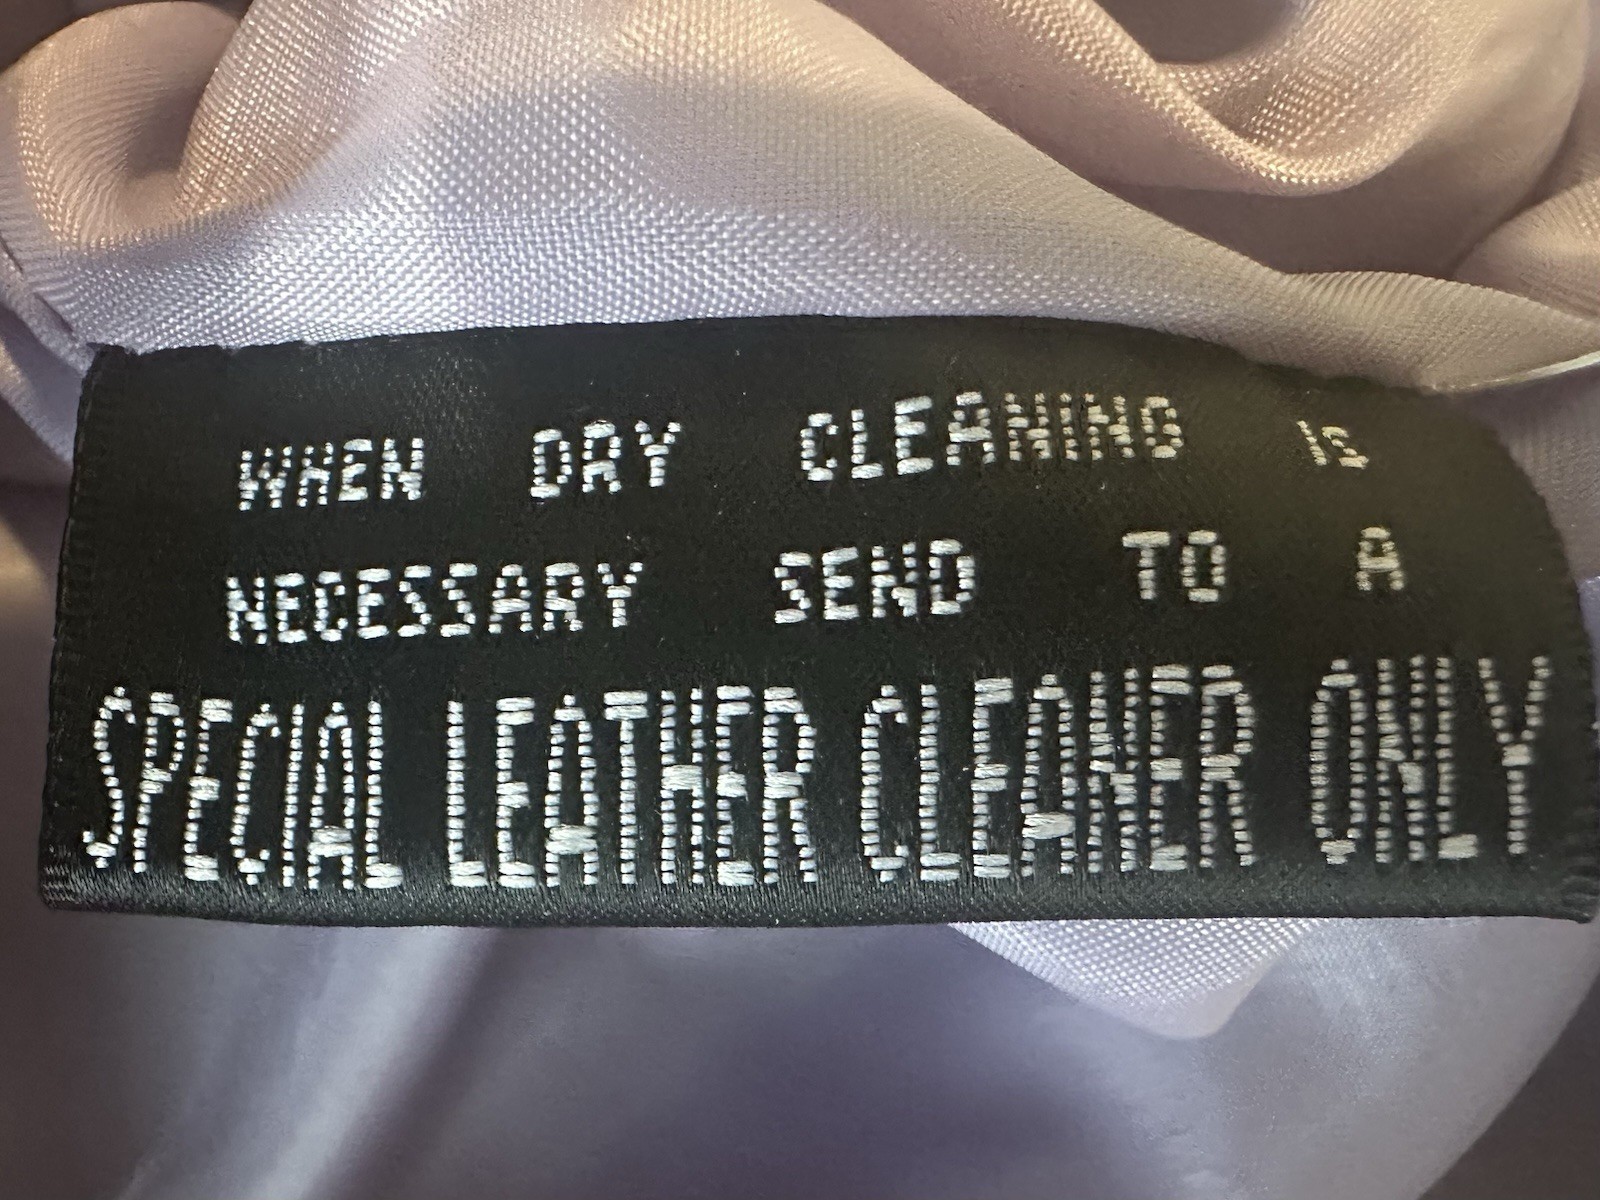 WHEN DRY CLEANING IS
NECESSARY SEND TO A
SPECIAL LEATHER CLEANER ONLY